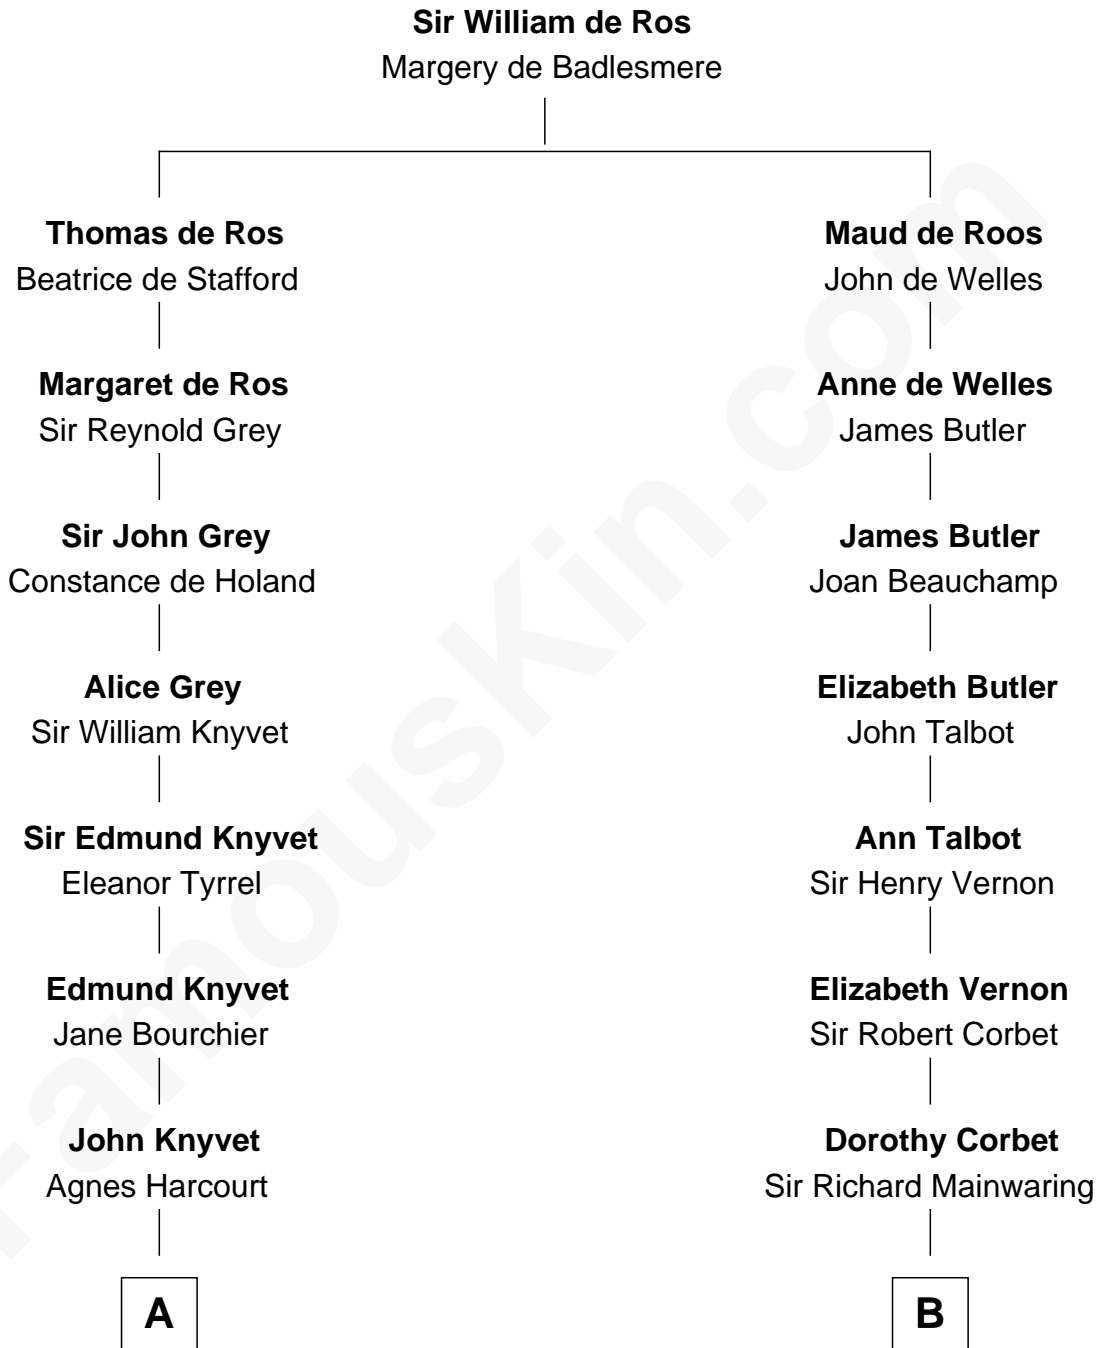 Sir William de Ros
Margery de Badlesmere
Thomas de Ros
Beatrice de Stafford
Margaret de Ros
Sir Reynold Grey
Sir John Grey
Constance de Holand
Alice Grey
Sir William Knyvet
Sir Edmund Knyvet
Eleanor Tyrrel
Edmund Knyvet
Jane Bourchier
John Knyvet
Agnes Harcourt
A
Maud de Roos
John de Welles
Anne de Welles
James Butler
James Butler
Joan Beauchamp
Elizabeth Butler
John Talbot
Ann Talbot
Sir Henry Vernon
Elizabeth Vernon
Sir Robert Corbet
Dorothy Corbet
Sir Richard Mainwaring
B
FamousKin.com